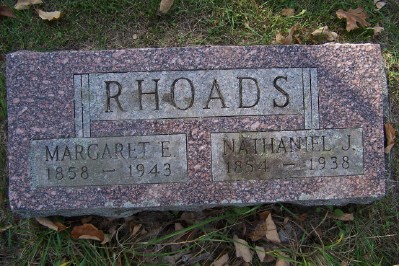 RHOADS
MARGARET E.
1858 – 1943
NATHANIEL J.
1854 – 1938